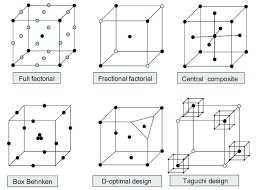 Full factorial
Fractional factorial
Central composite
Box Behnken
D-optimal design
Taguchi design